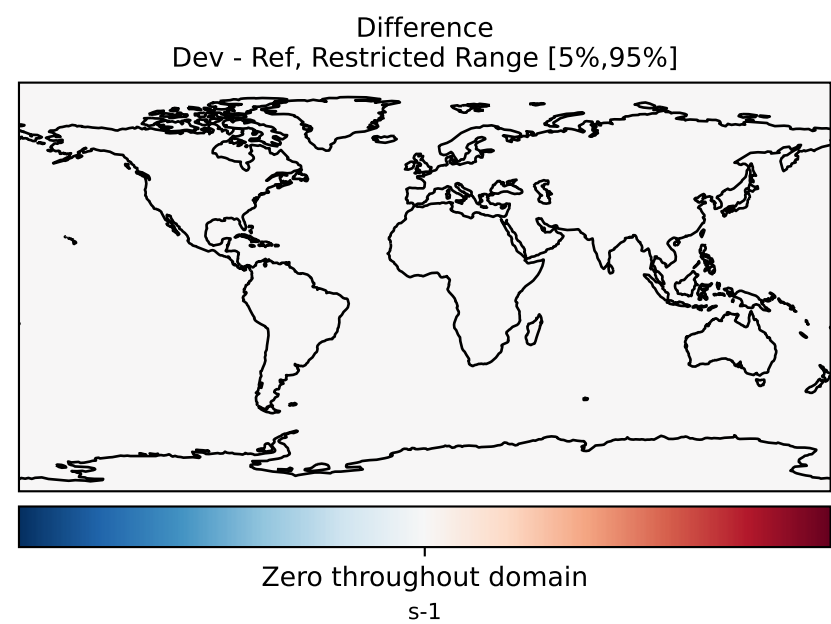 Difference
Dev - Ref, Restricted Range [5%,95%]
Zero throughout domain
s-1